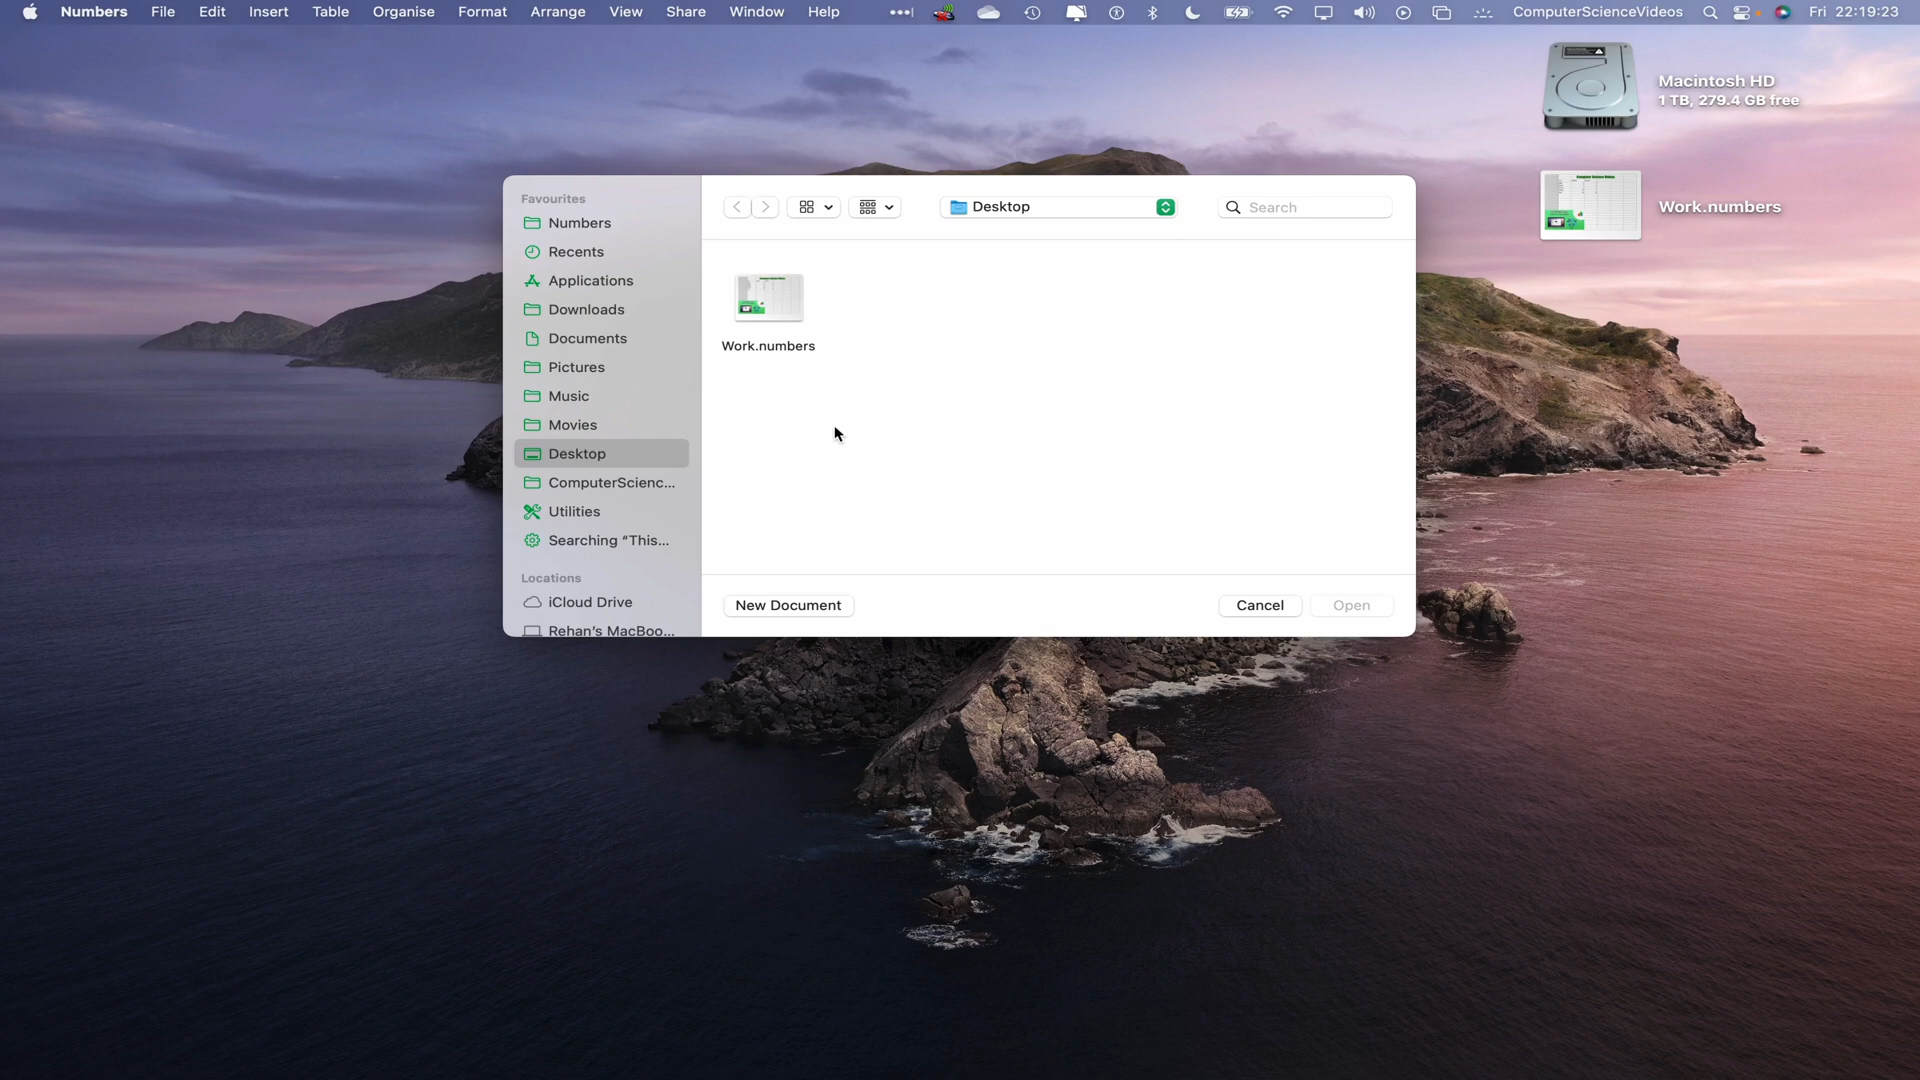 Numbers File Edit Insert Table Organise Format Arrange View Share Window Help ComputerScienceVideos Fri 22:19:23
Macintosh HD
1 TB, 279.4 GB free
Work.numbers
Favourites
Numbers
Recents
Applications
Downloads
Documents
Pictures
Music
Movies
Desktop
ComputerScienc...
Utilities
Searching “This...
Locations
iCloud Drive
Rehan's MacBoo...
Desktop
Search
Work.numbers
New Document
Cancel
Open